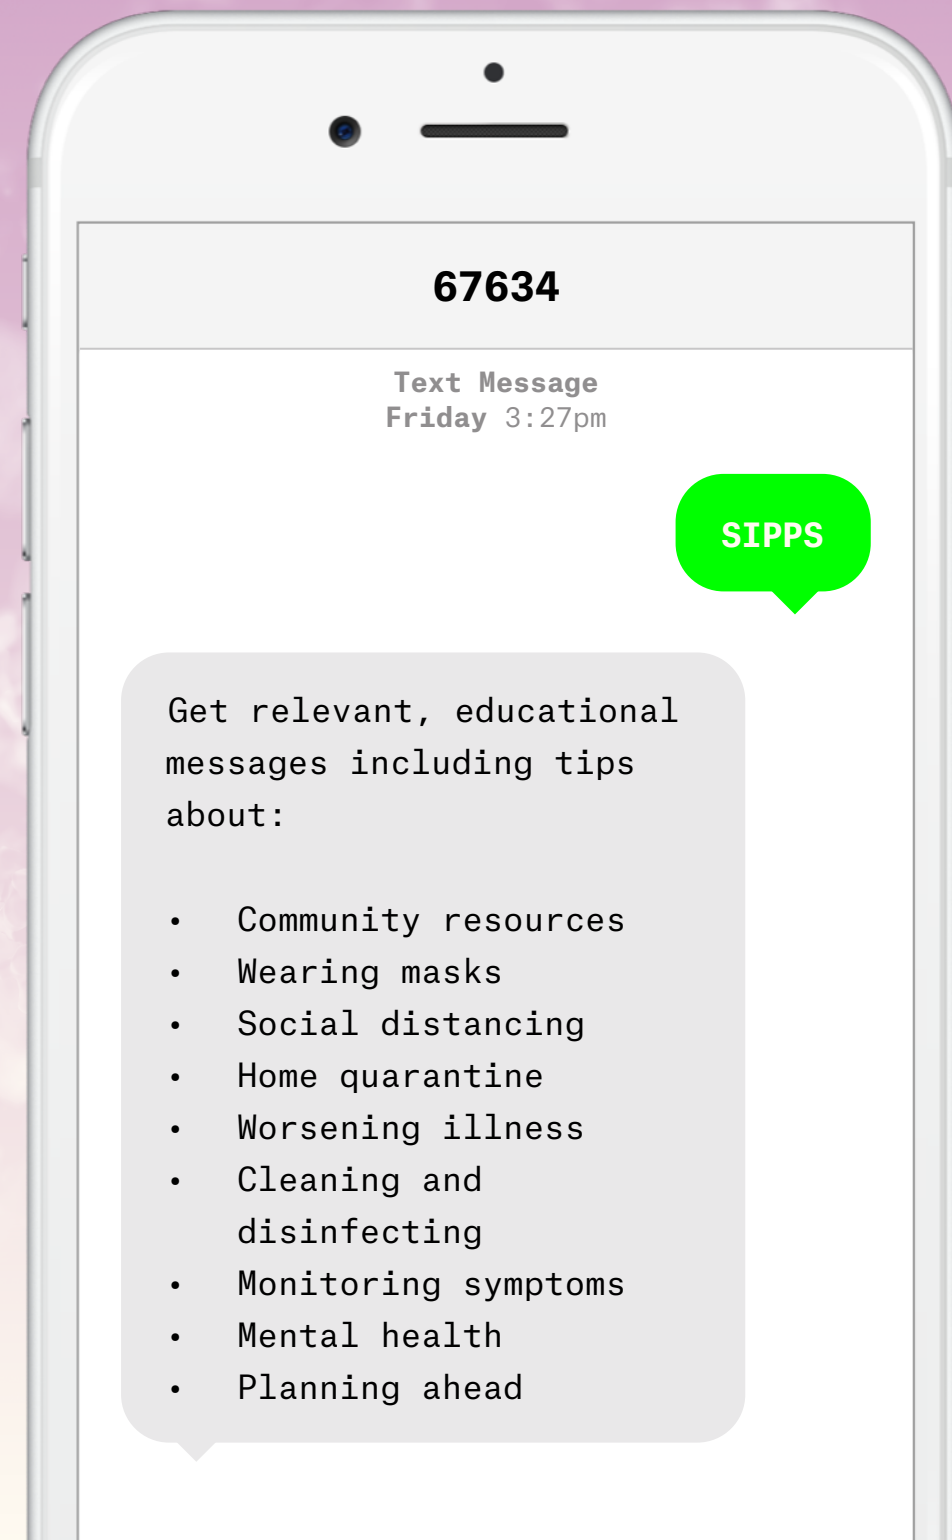 67634
Text Message
Friday 3:27pm
SIPPS
Get relevant, educational
messages including tips
about:
• Community resources
• Wearing masks
• Social distancing
• Home quarantine
• Worsening illness
• Cleaning and
disinfecting
• Monitoring symptoms
• Mental health
• Planning ahead